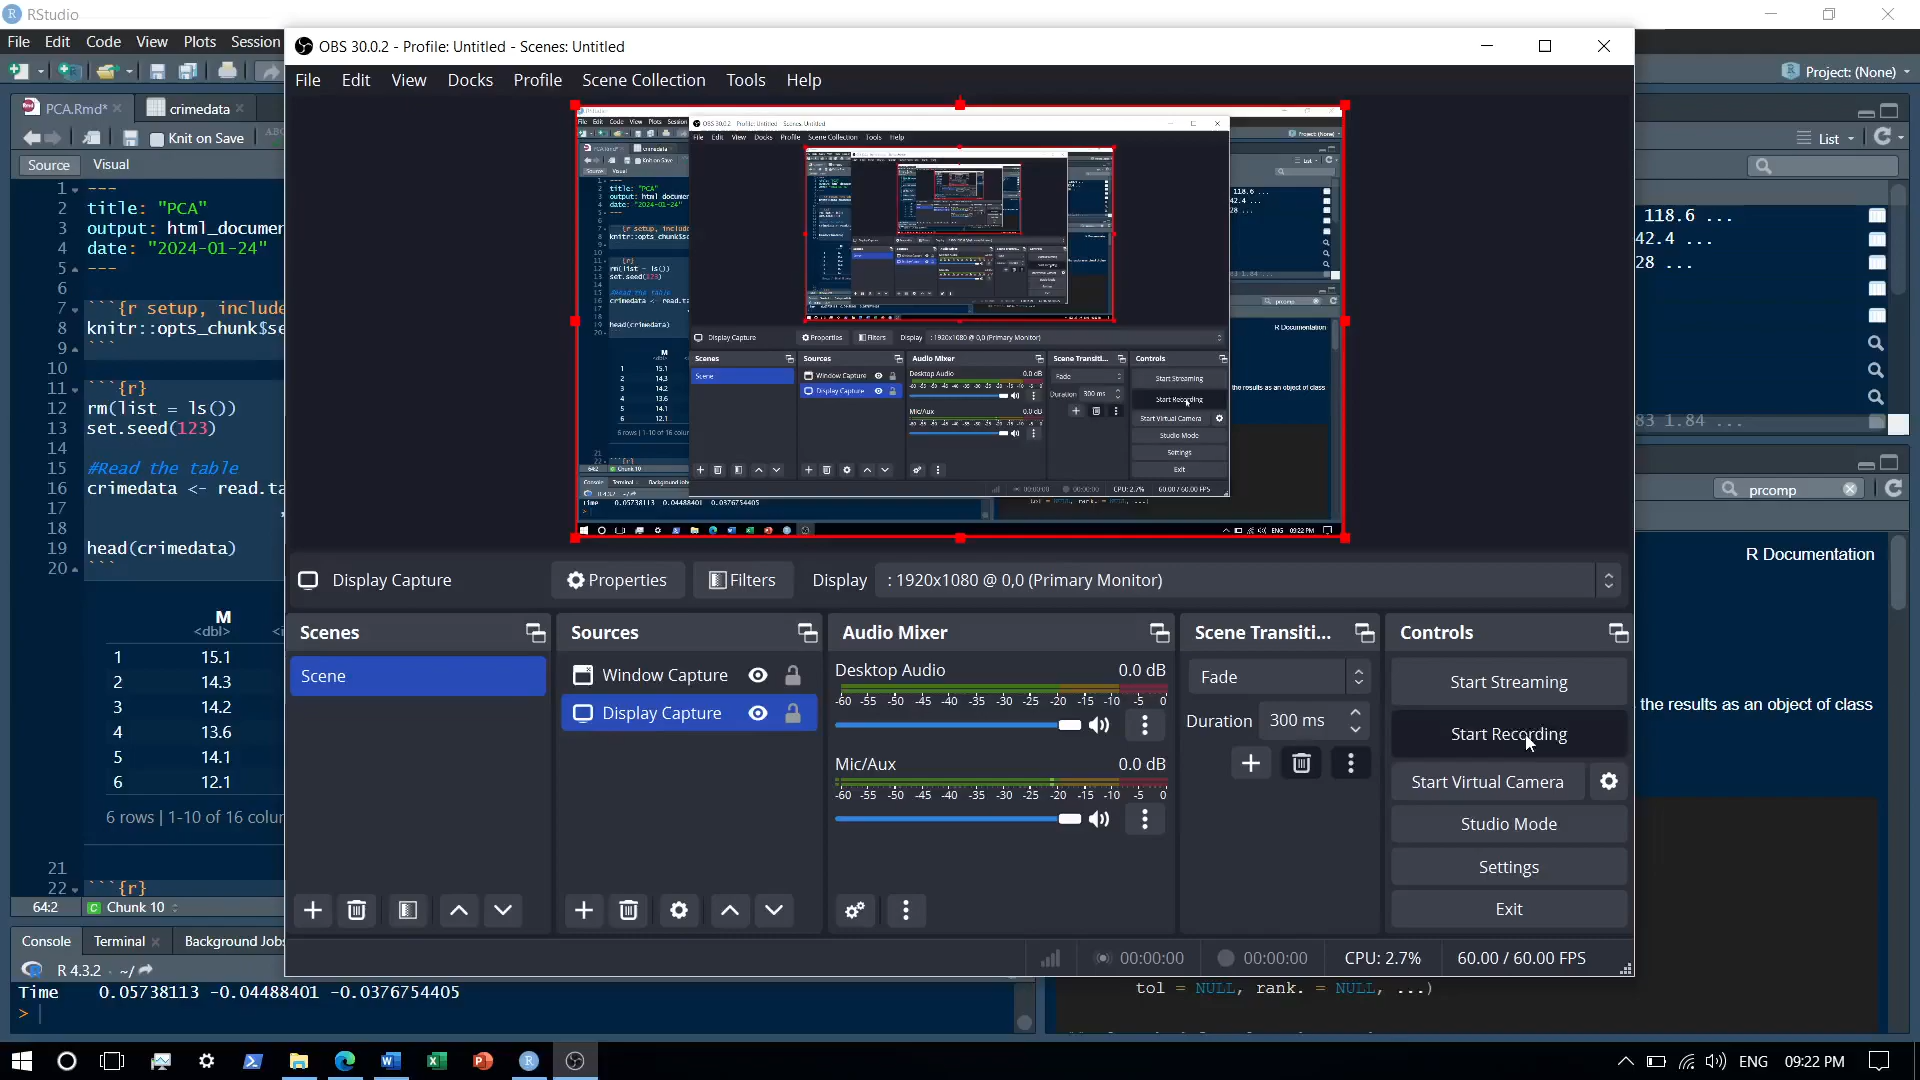 RStudio
File Edit Code View Plots Session
Project: (None)
PCA.Rmd* crimedata
Knit on Save
List
Source Visual
1 ---
2 title: "PCA"
3 output: html_documen
4 date: "2024-01-24"
5 ---
6
7 ```{r setup, include
8 knitr::opts_chunk$se
9 ```
10
11 ```{r}
12 rm(list = ls())
13 set.seed(123)
14
15 #Read the table
16 crimedata <- read.ta
17
18
19 head(crimedata)
20 ```
M
<dbl>
1 15.1
2 14.3
3 14.2
4 13.6
5 14.1
6 12.1
6 rows | 1-10 of 16 colu
21
22 ```{r}
64:2 Chunk 10
Console Terminal Background Jobs
R 4.3.2 · ~/
Time 0.05738113 -0.04488401 -0.0376754405
>
OBS 30.0.2 - Profile: Untitled - Scenes: Untitled
File Edit View Docks Profile Scene Collection Tools Help
Display Capture Properties Filters Display : 1920x1080 @ 0,0 (Primary Monitor)
Scenes
Scene
Sources
Window Capture
Display Capture
Audio Mixer
Desktop Audio 0.0 dB
-60 -55 -50 -45 -40 -35 -30 -25 -20 -15 -10 -5 0
Mic/Aux 0.0 dB
-60 -55 -50 -45 -40 -35 -30 -25 -20 -15 -10 -5 0
Scene Transiti...
Fade
Duration 300 ms
Controls
Start Streaming
Start Recording
Start Virtual Camera
Studio Mode
Settings
Exit
00:00:00 00:00:00 CPU: 2.7% 60.00 / 60.00 FPS
118.6 ...
42.4 ...
28 ...
83 1.84 ...
prcomp
R Documentation
the results as an object of class
tol = NULL, rank. = NULL, ...)
ENG 09:22 PM